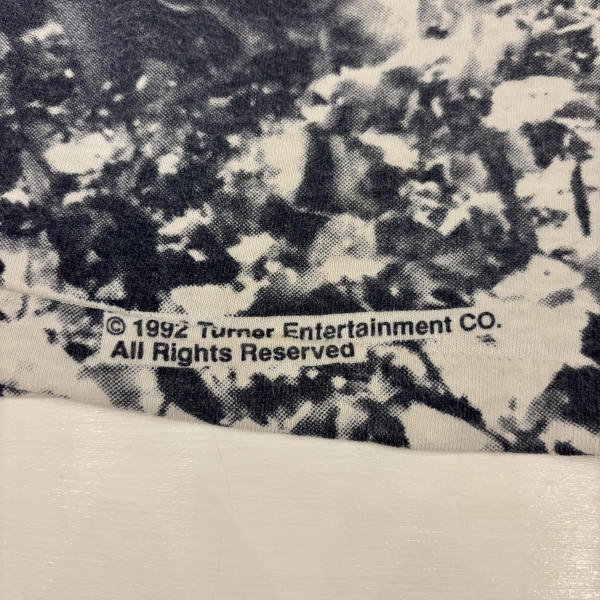 © 1992 Turner Entertainment CO.
All Rights Reserved